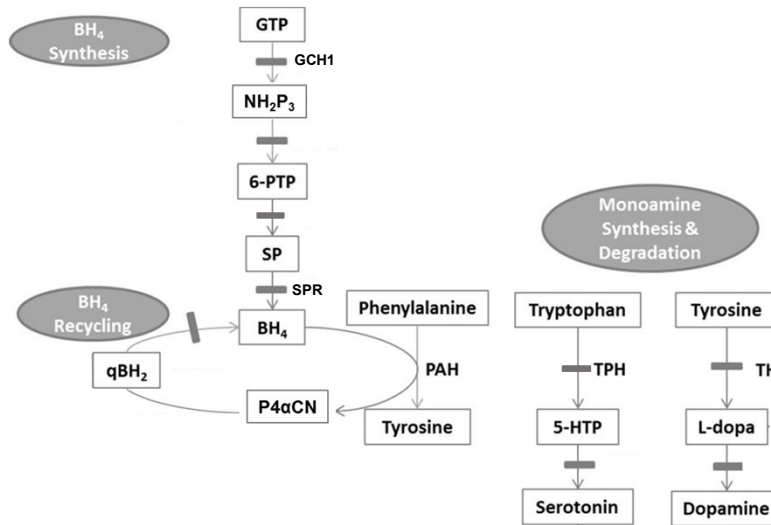 BH₄
Synthesis
GTP
GCH1
NH₂P₃
6-PTP
SP
SPR
BH₄
Recycling
BH₄
qBH₂
P4αCN
Phenylalanine
PAH
Tyrosine
Monoamine
Synthesis &
Degradation
Tryptophan
TPH
5-HTP
Serotonin
Tyrosine
TH
L-dopa
Dopamine